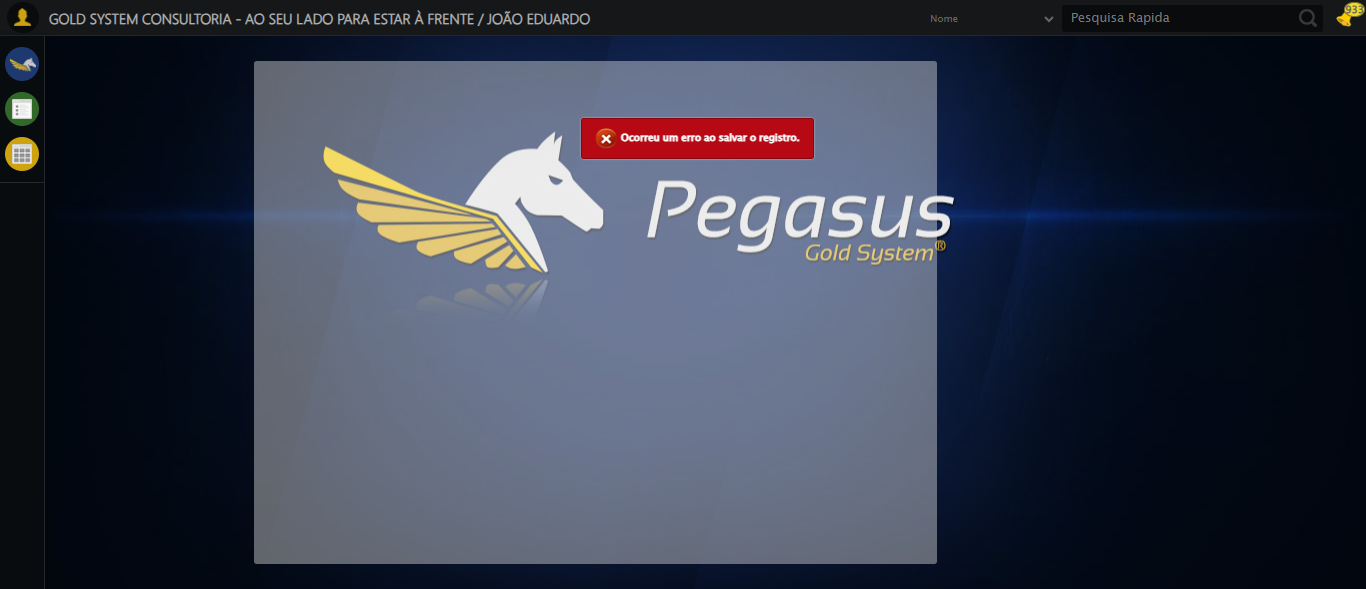 GOLD SYSTEM CONSULTORIA - AO SEU LADO PARA ESTAR À FRENTE / JOÃO EDUARDO
Nome
Pesquisa Rapida
933
Ocorreu um erro ao salvar o registro.
Pegasus
Gold System®